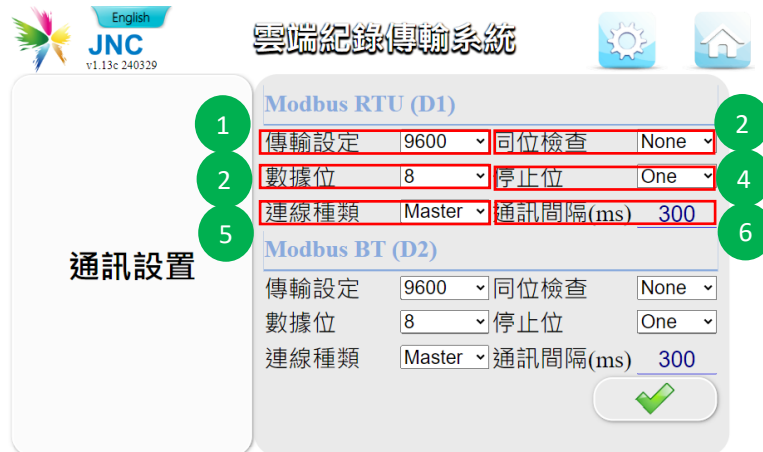 English
JNC
v1.13c 240329
雲端紀錄傳輸系統
通訊設置
Modbus RTU (D1)
1 傳輸設定 9600 同位檢查 None 2
2 數據位 8 停止位 One 4
5 連線種類 Master 通訊間隔(ms) 300 6
Modbus BT (D2)
傳輸設定 9600 同位檢查 None
數據位 8 停止位 One
連線種類 Master 通訊間隔(ms) 300